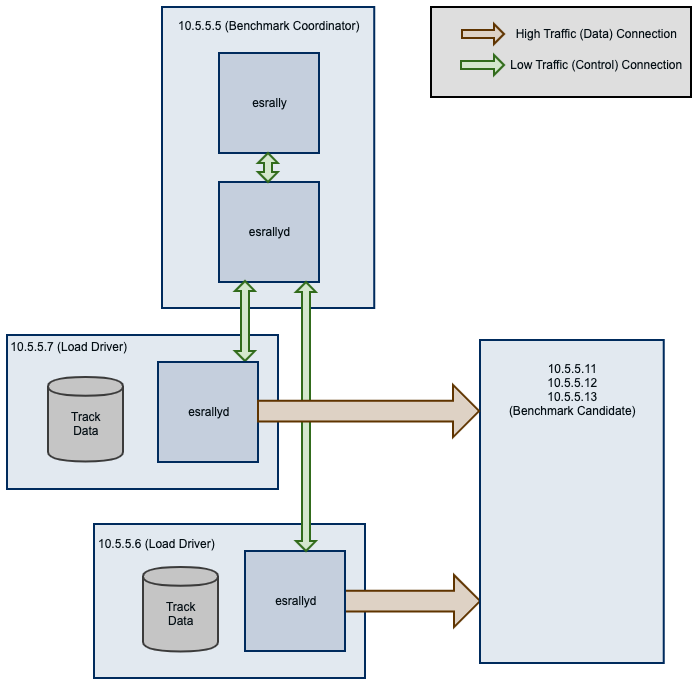 10.5.5.5 (Benchmark Coordinator)
esrally
esrallyd
High Traffic (Data) Connection
Low Traffic (Control) Connection
10.5.5.7 (Load Driver)
Track
Data
esrallyd
10.5.5.11
10.5.5.12
10.5.5.13
(Benchmark Candidate)
10.5.5.6 (Load Driver)
Track
Data
esrallyd